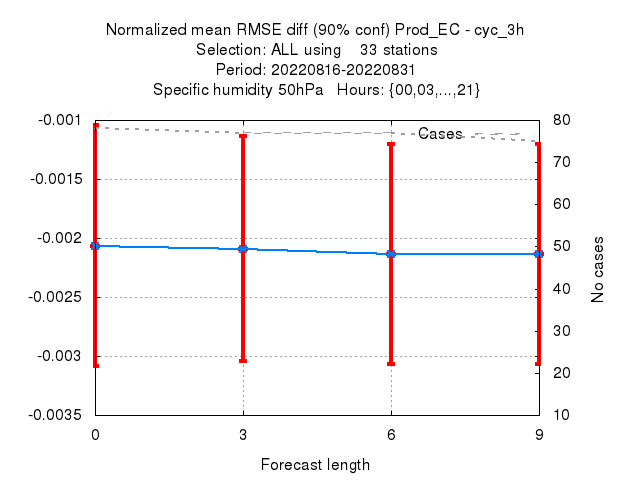 Normalized mean RMSE diff (90% conf) Prod_EC - cyc_3h
Selection: ALL using    33 stations
Period: 20220816-20220831
Specific humidity 50hPa   Hours: {00,03,...,21}
-0.001
-0.0015
-0.002
-0.0025
-0.003
-0.0035
Cases
80
70
60
50
40
30
20
10
No cases
0 3 6 9
Forecast length